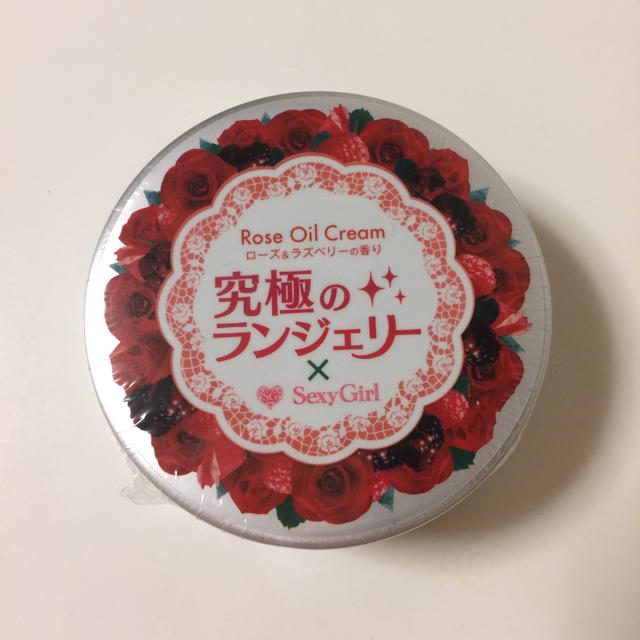 Rose Oil Cream
ローズ&ラズベリーの香り
究極の
ランジェリー
×
Sexy Girl